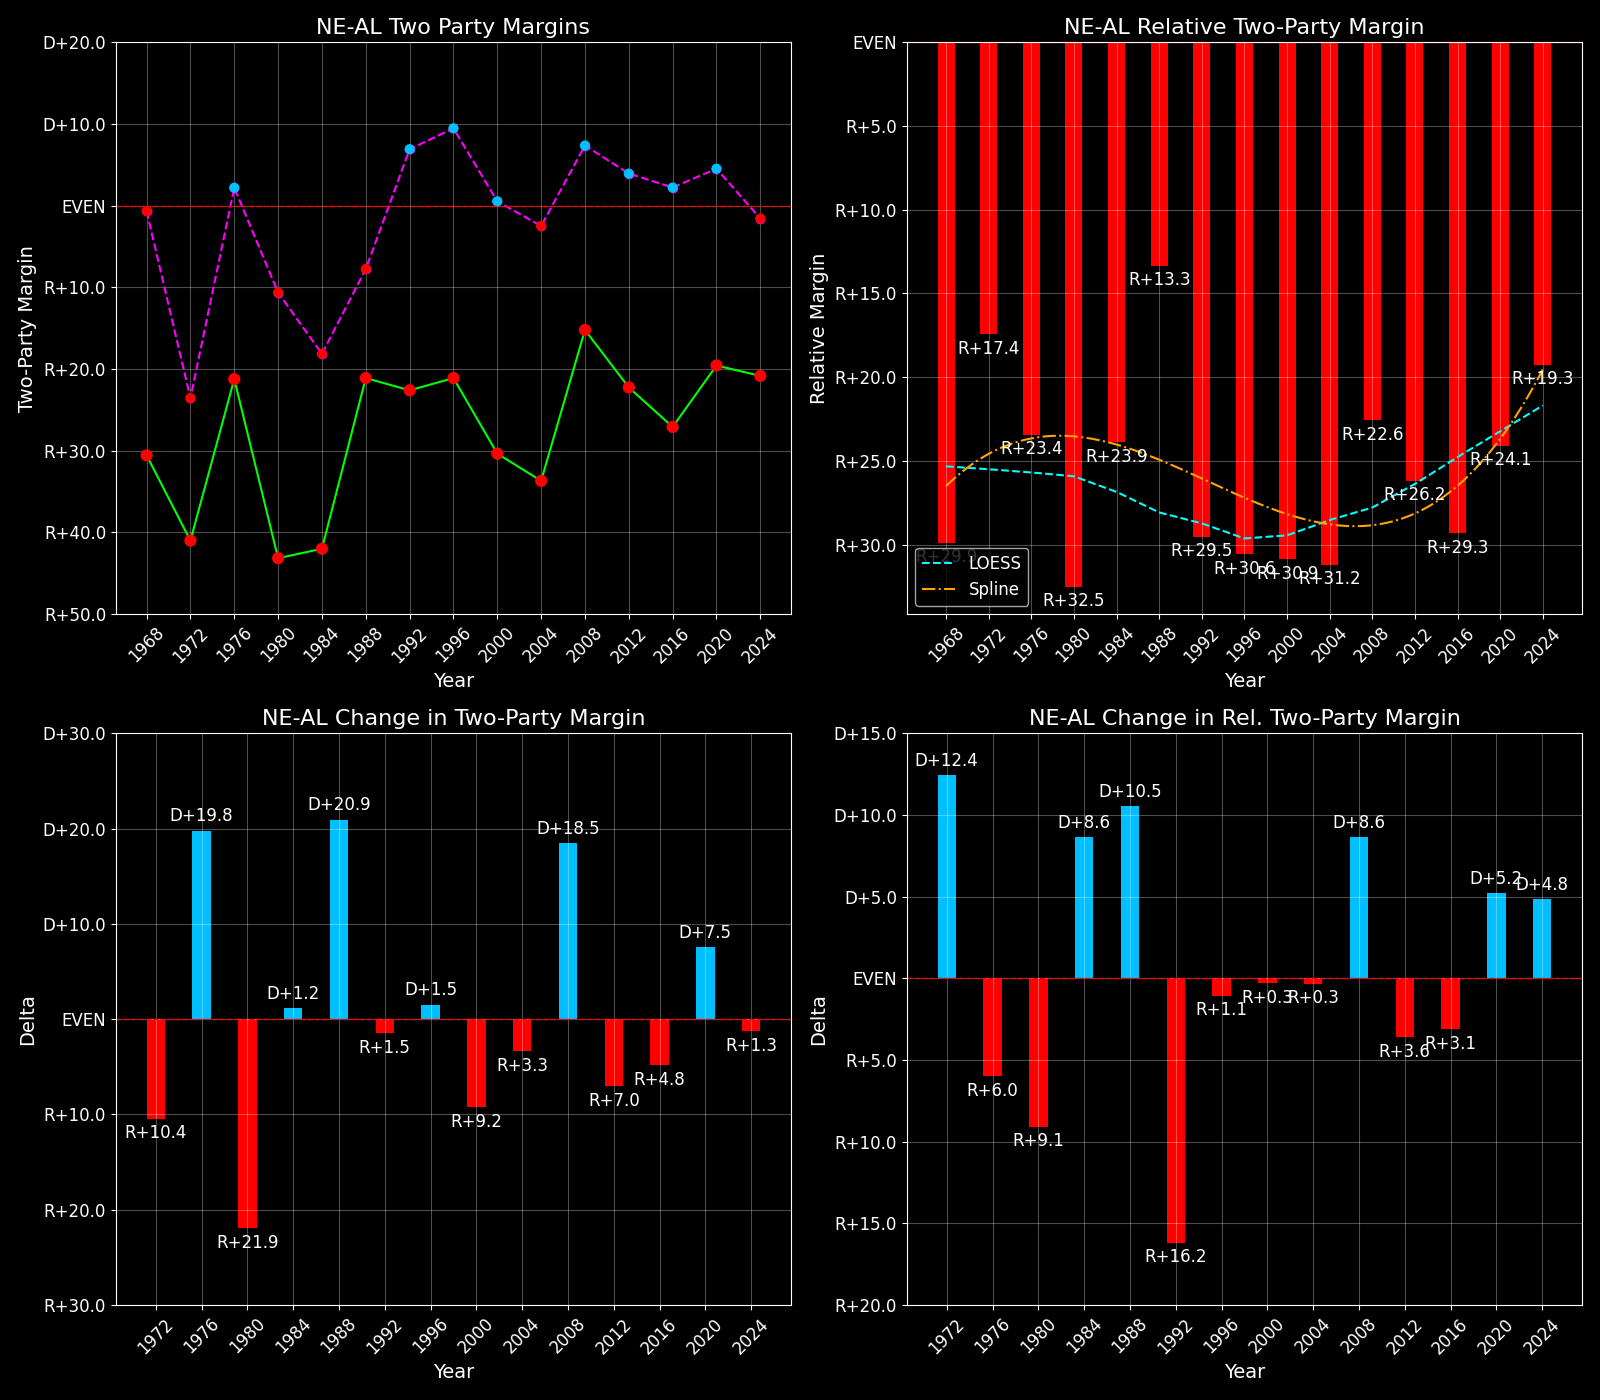 NE-AL Two Party Margins
D+20.0
D+10.0
EVEN
R+10.0
R+20.0
R+30.0
R+40.0
R+50.0
Two-Party Margin
1968
1972
1976
1980
1984
1988
1992
1996
2000
2004
2008
2012
2016
2020
2024
Year
NE-AL Relative Two-Party Margin
EVEN
R+5.0
R+10.0
R+15.0
R+20.0
R+25.0
R+30.0
Relative Margin
R+29.9
R+17.4
R+23.4
R+32.5
R+23.9
R+13.3
R+29.5
R+30.6
R+30.9
R+31.2
R+22.6
R+26.2
R+29.3
R+24.1
R+19.3
LOESS
Spline
1968
1972
1976
1980
1984
1988
1992
1996
2000
2004
2008
2012
2016
2020
2024
Year
NE-AL Change in Two-Party Margin
D+30.0
D+20.0
D+10.0
EVEN
R+10.0
R+20.0
R+30.0
Delta
R+10.4
D+19.8
R+21.9
D+1.2
D+20.9
R+1.5
D+1.5
R+9.2
R+3.3
D+18.5
R+7.0
R+4.8
D+7.5
R+1.3
1972
1976
1980
1984
1988
1992
1996
2000
2004
2008
2012
2016
2020
2024
Year
NE-AL Change in Rel. Two-Party Margin
D+15.0
D+10.0
D+5.0
EVEN
R+5.0
R+10.0
R+15.0
R+20.0
Delta
D+12.4
R+6.0
R+9.1
D+8.6
D+10.5
R+16.2
R+1.1
R+0.3
R+0.3
D+8.6
R+3.6
R+3.1
D+5.2
D+4.8
1972
1976
1980
1984
1988
1992
1996
2000
2004
2008
2012
2016
2020
2024
Year